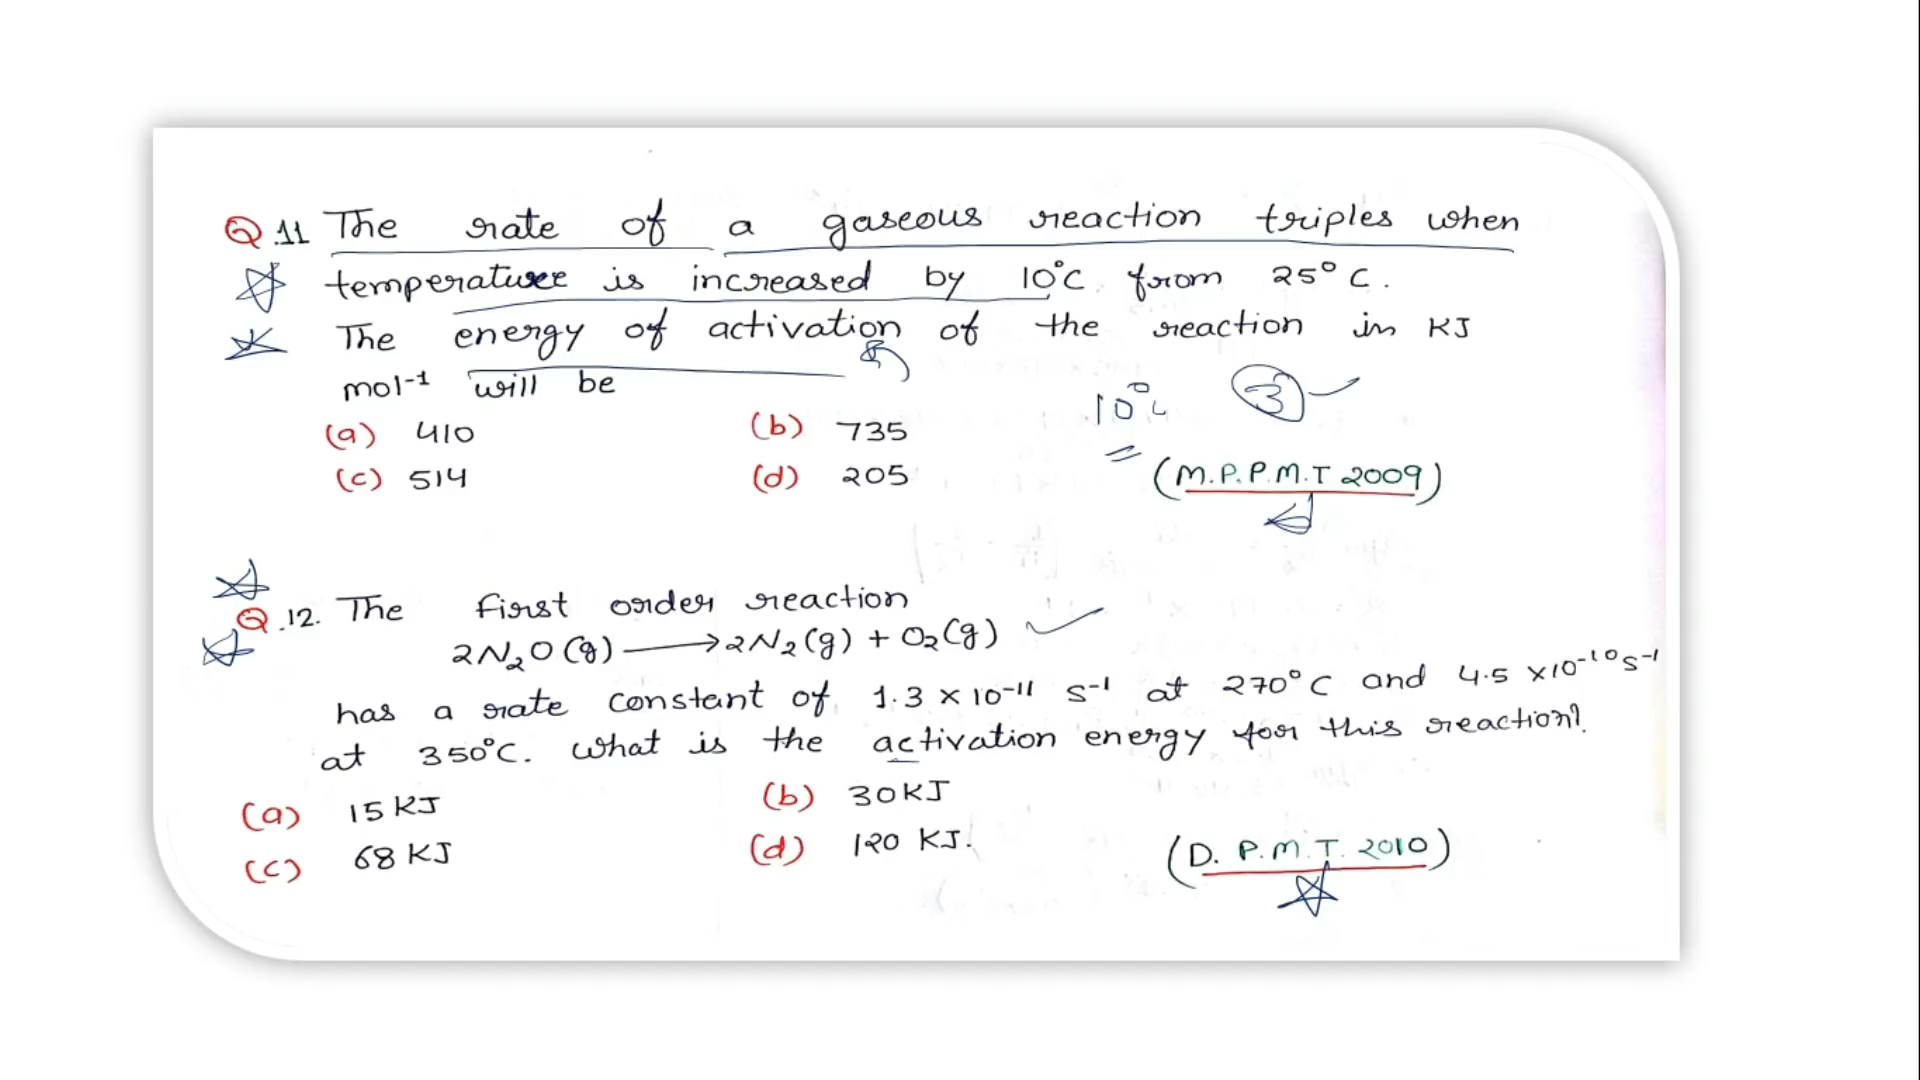 Q.11 The rate of a gaseous reaction triples when
temperature is increased by 10°C from 25° C.
The energy of activation of the reaction in KJ
mol-1 will be
10°c 3
(a) 410 (b) 735
(c) 514 (d) 205
(M.P.P.M.T 2009)
Q.12. The first order reaction
2N2O (g) → 2N2(g) + O2(g)
has a rate constant of 1.3 × 10-11 s-1 at 270° C and 4.5 ×10-10 s-1
at 350°C. what is the activation energy for this reaction?
(a) 15 KJ (b) 30KJ
(c) 68 KJ (d) 120 KJ.
(D. P.M.T. 2010)